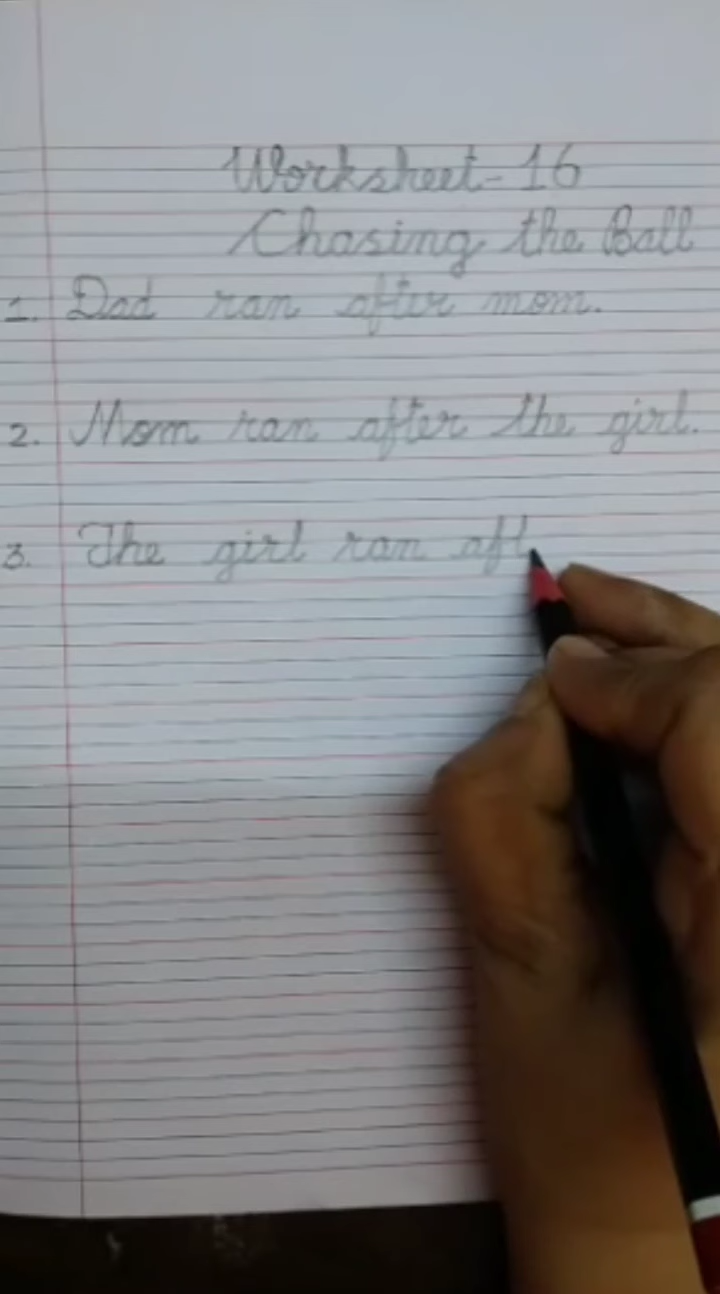 Worksheet-16
Chasing the Ball
1. Dad ran after mom.
2. Mom ran after the girl.
3. The girl ran aft